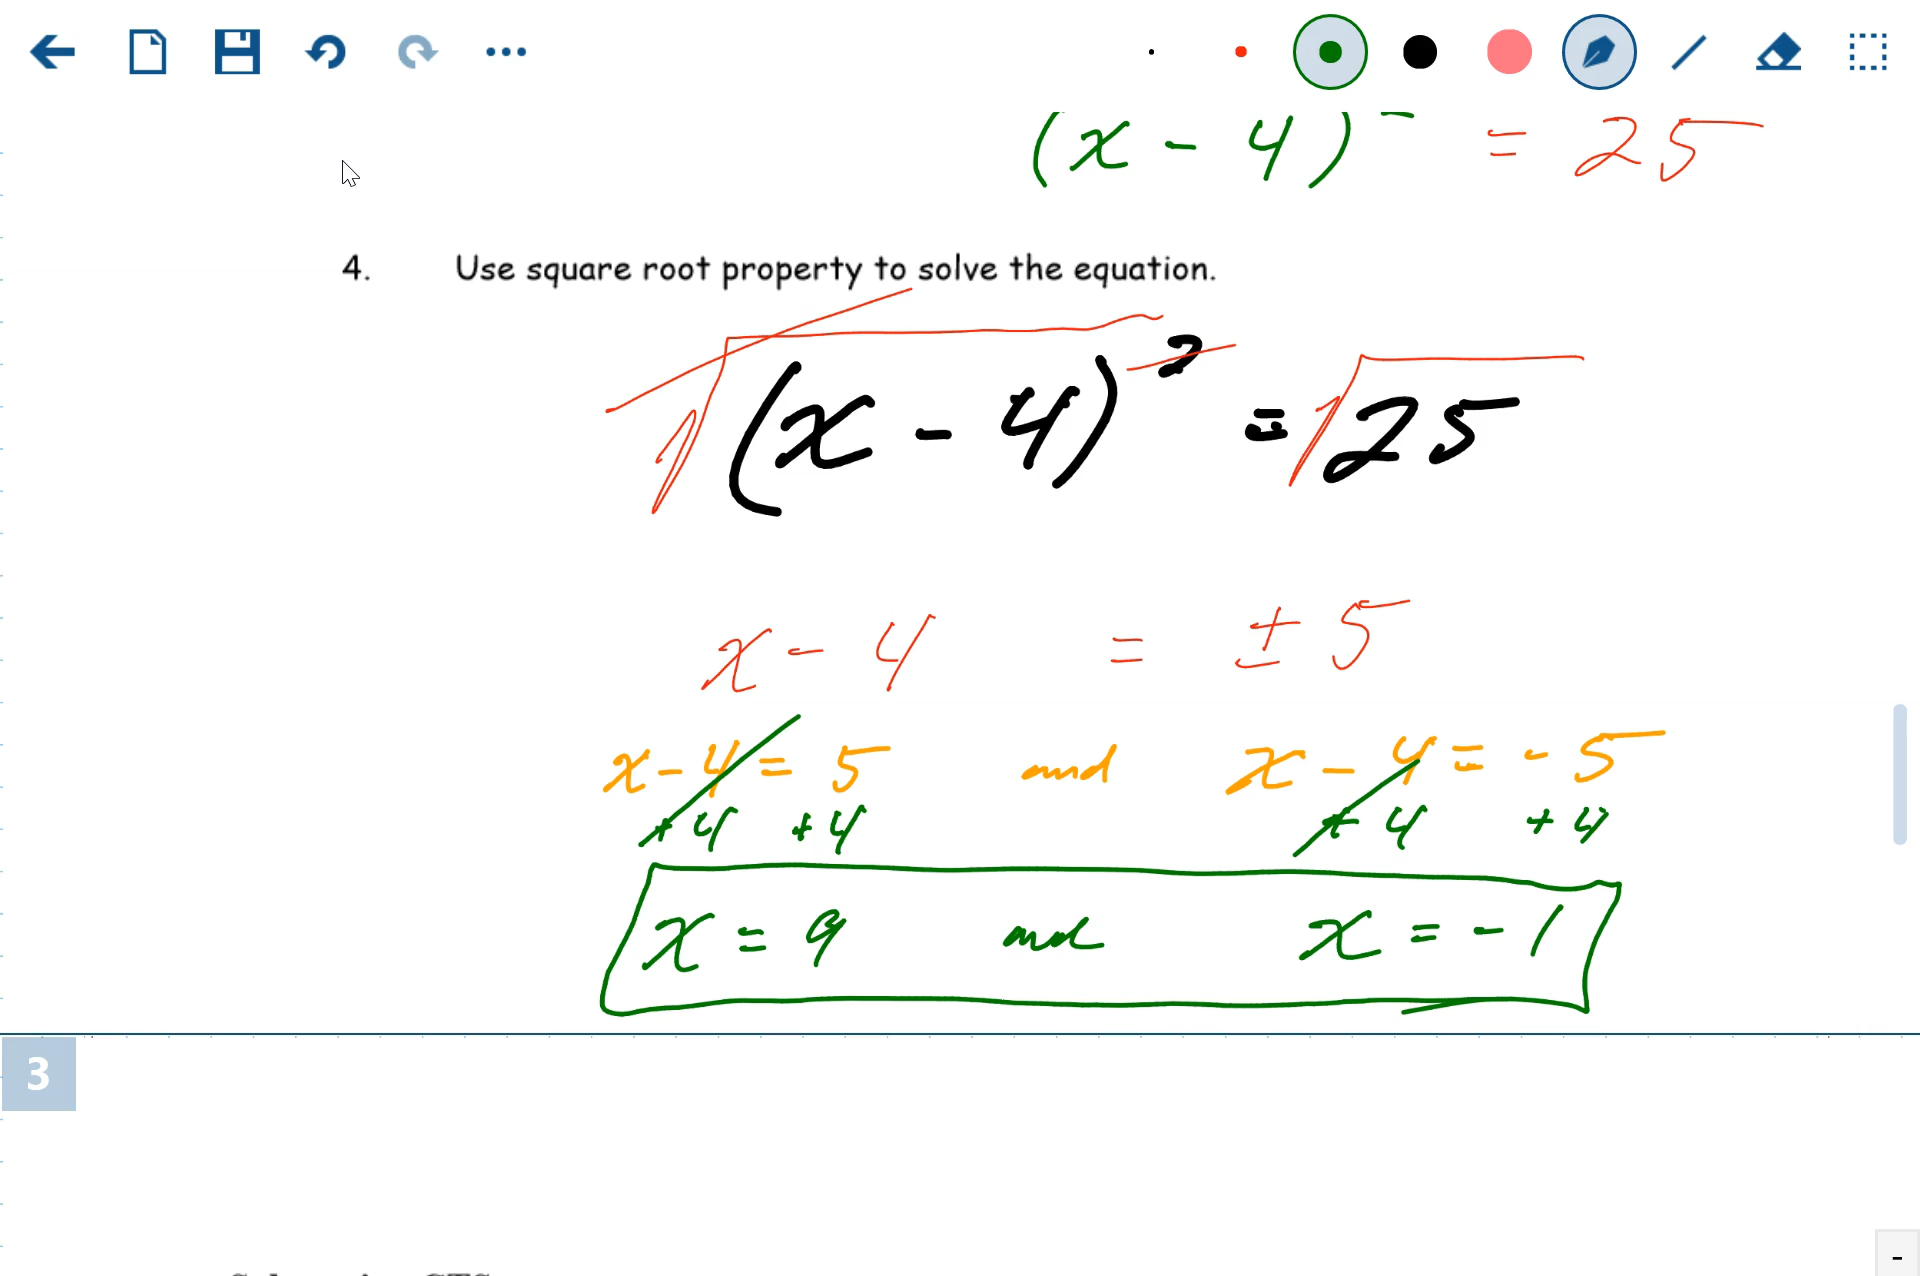 (x - 4)² = 25
4. Use square root property to solve the equation.
√(x - 4)² = √25
x - 4 = ± 5
x - 4 = 5 and x - 4 = - 5
+4 +4 + 4 + 4
x = 9 and x = - 1
3
-